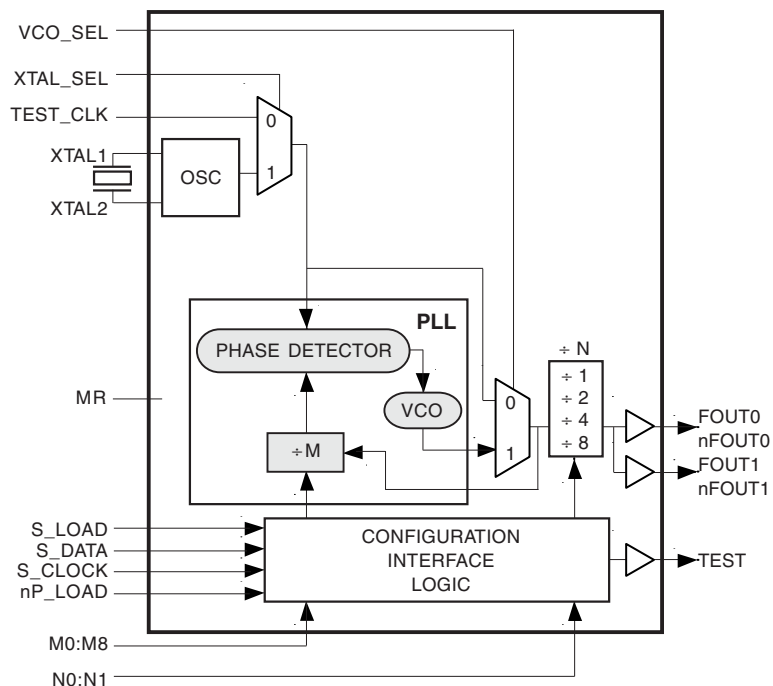 VCO_SEL
XTAL_SEL
TEST_CLK
XTAL1
XTAL2
OSC
0
1
PLL
PHASE DETECTOR
VCO
÷M
MR
0
1
÷ N
÷ 1
÷ 2
÷ 4
÷ 8
FOUT0
nFOUT0
FOUT1
nFOUT1
S_LOAD
S_DATA
S_CLOCK
nP_LOAD
CONFIGURATION
INTERFACE
LOGIC
TEST
M0:M8
N0:N1